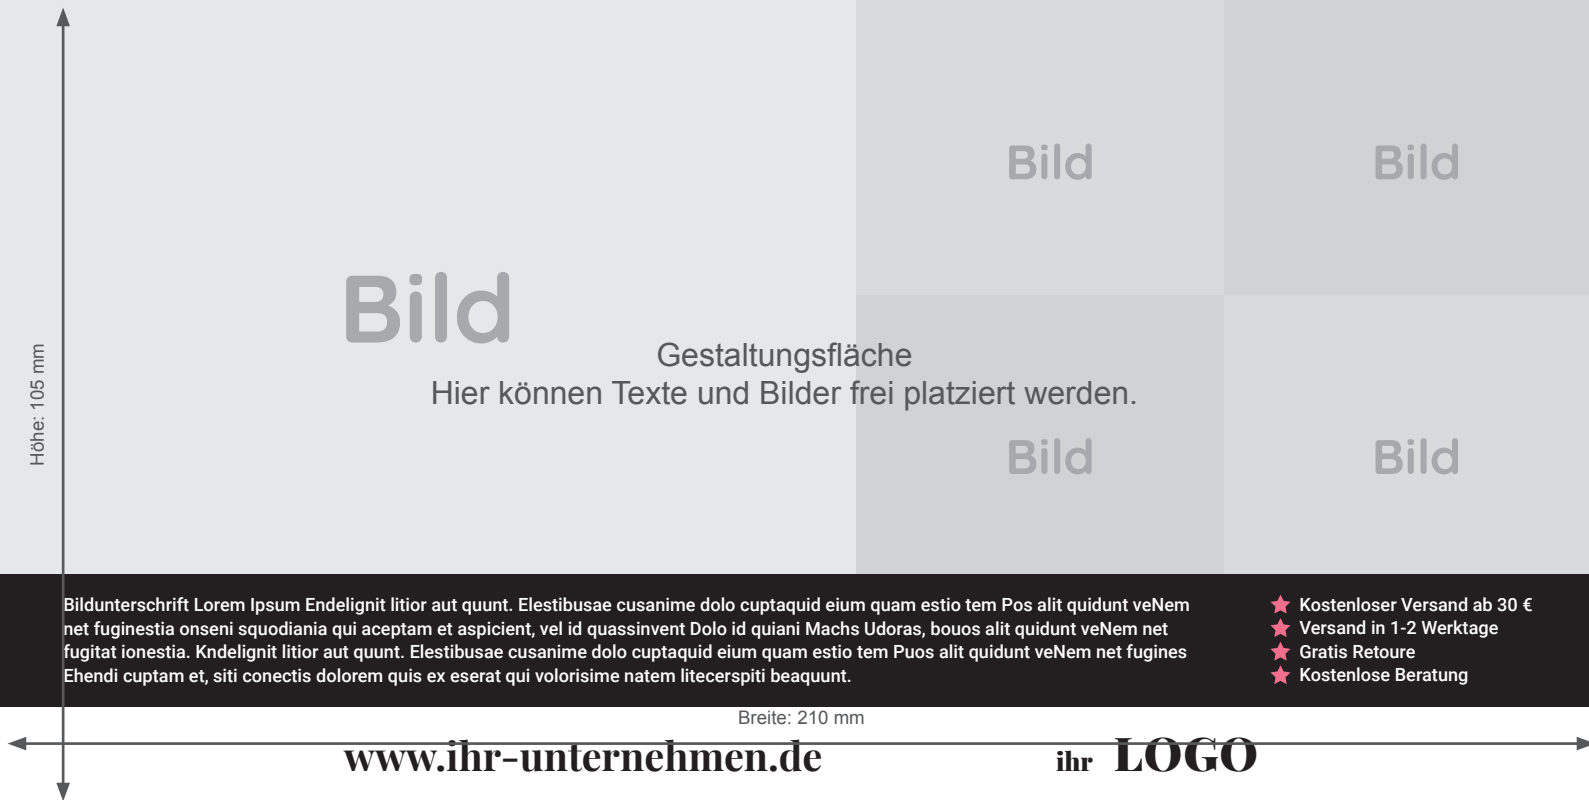 Bild
Bild
Bild
Gestaltungsfläche
Hier können Texte und Bilder frei platziert werden.
Höhe: 105 mm
Bild
Bild
Bildunterschrift Lorem Ipsum Endelignit litior aut quunt. Elestibusae cusanime dolo cuptaquid eium quam estio tem Pos alit quidunt veNem
net fuginestia onseni squodiania qui aceptam et aspicient, vel id quassinvent Dolo id quiani Machs Udoras, bouos alit quidunt veNem net
fugitat ionestia. Kndelignit litior aut quunt. Elestibusae cusanime dolo cuptaquid eium quam estio tem Puos alit quidunt veNem net fugines
Ehendi cuptam et, siti conectis dolorem quis ex eserat qui volorisime natem litecerspiti beaquunt.
Kostenloser Versand ab 30 €
Versand in 1-2 Werktage
Gratis Retoure
Kostenlose Beratung
Breite: 210 mm
www.ihr-unternehmen.de
ihr LOGO